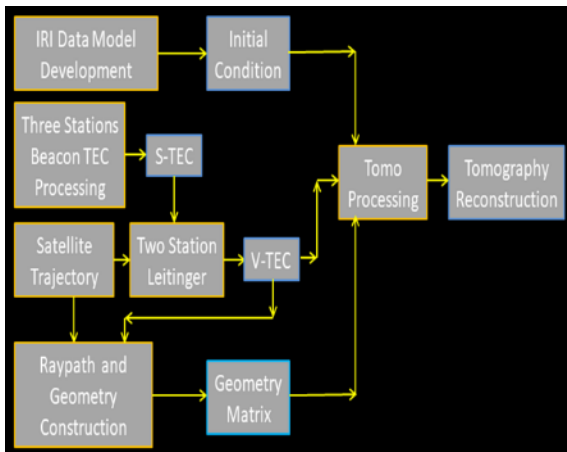 IRI Data Model
Development
Initial
Condition
Three Stations
Beacon TEC
Processing
S-TEC
Tomo
Processing
Tomography
Reconstruction
Satellite
Trajectory
Two Station
Leitinger
V-TEC
Raypath and
Geometry
Construction
Geometry
Matrix